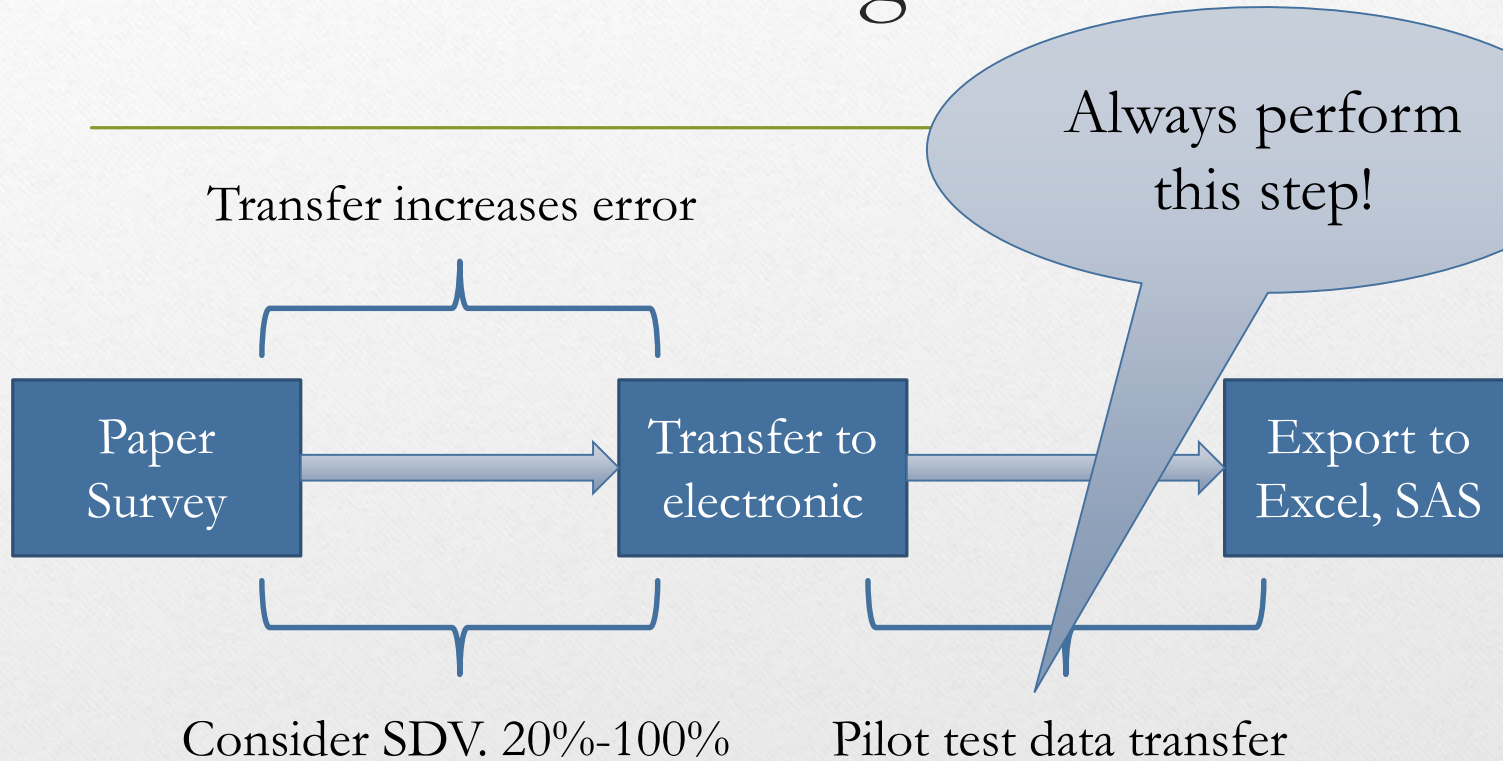 Always perform
this step!
Transfer increases error
Paper
Survey
Transfer to
electronic
Export to
Excel, SAS
Consider SDV. 20%-100%
Pilot test data transfer